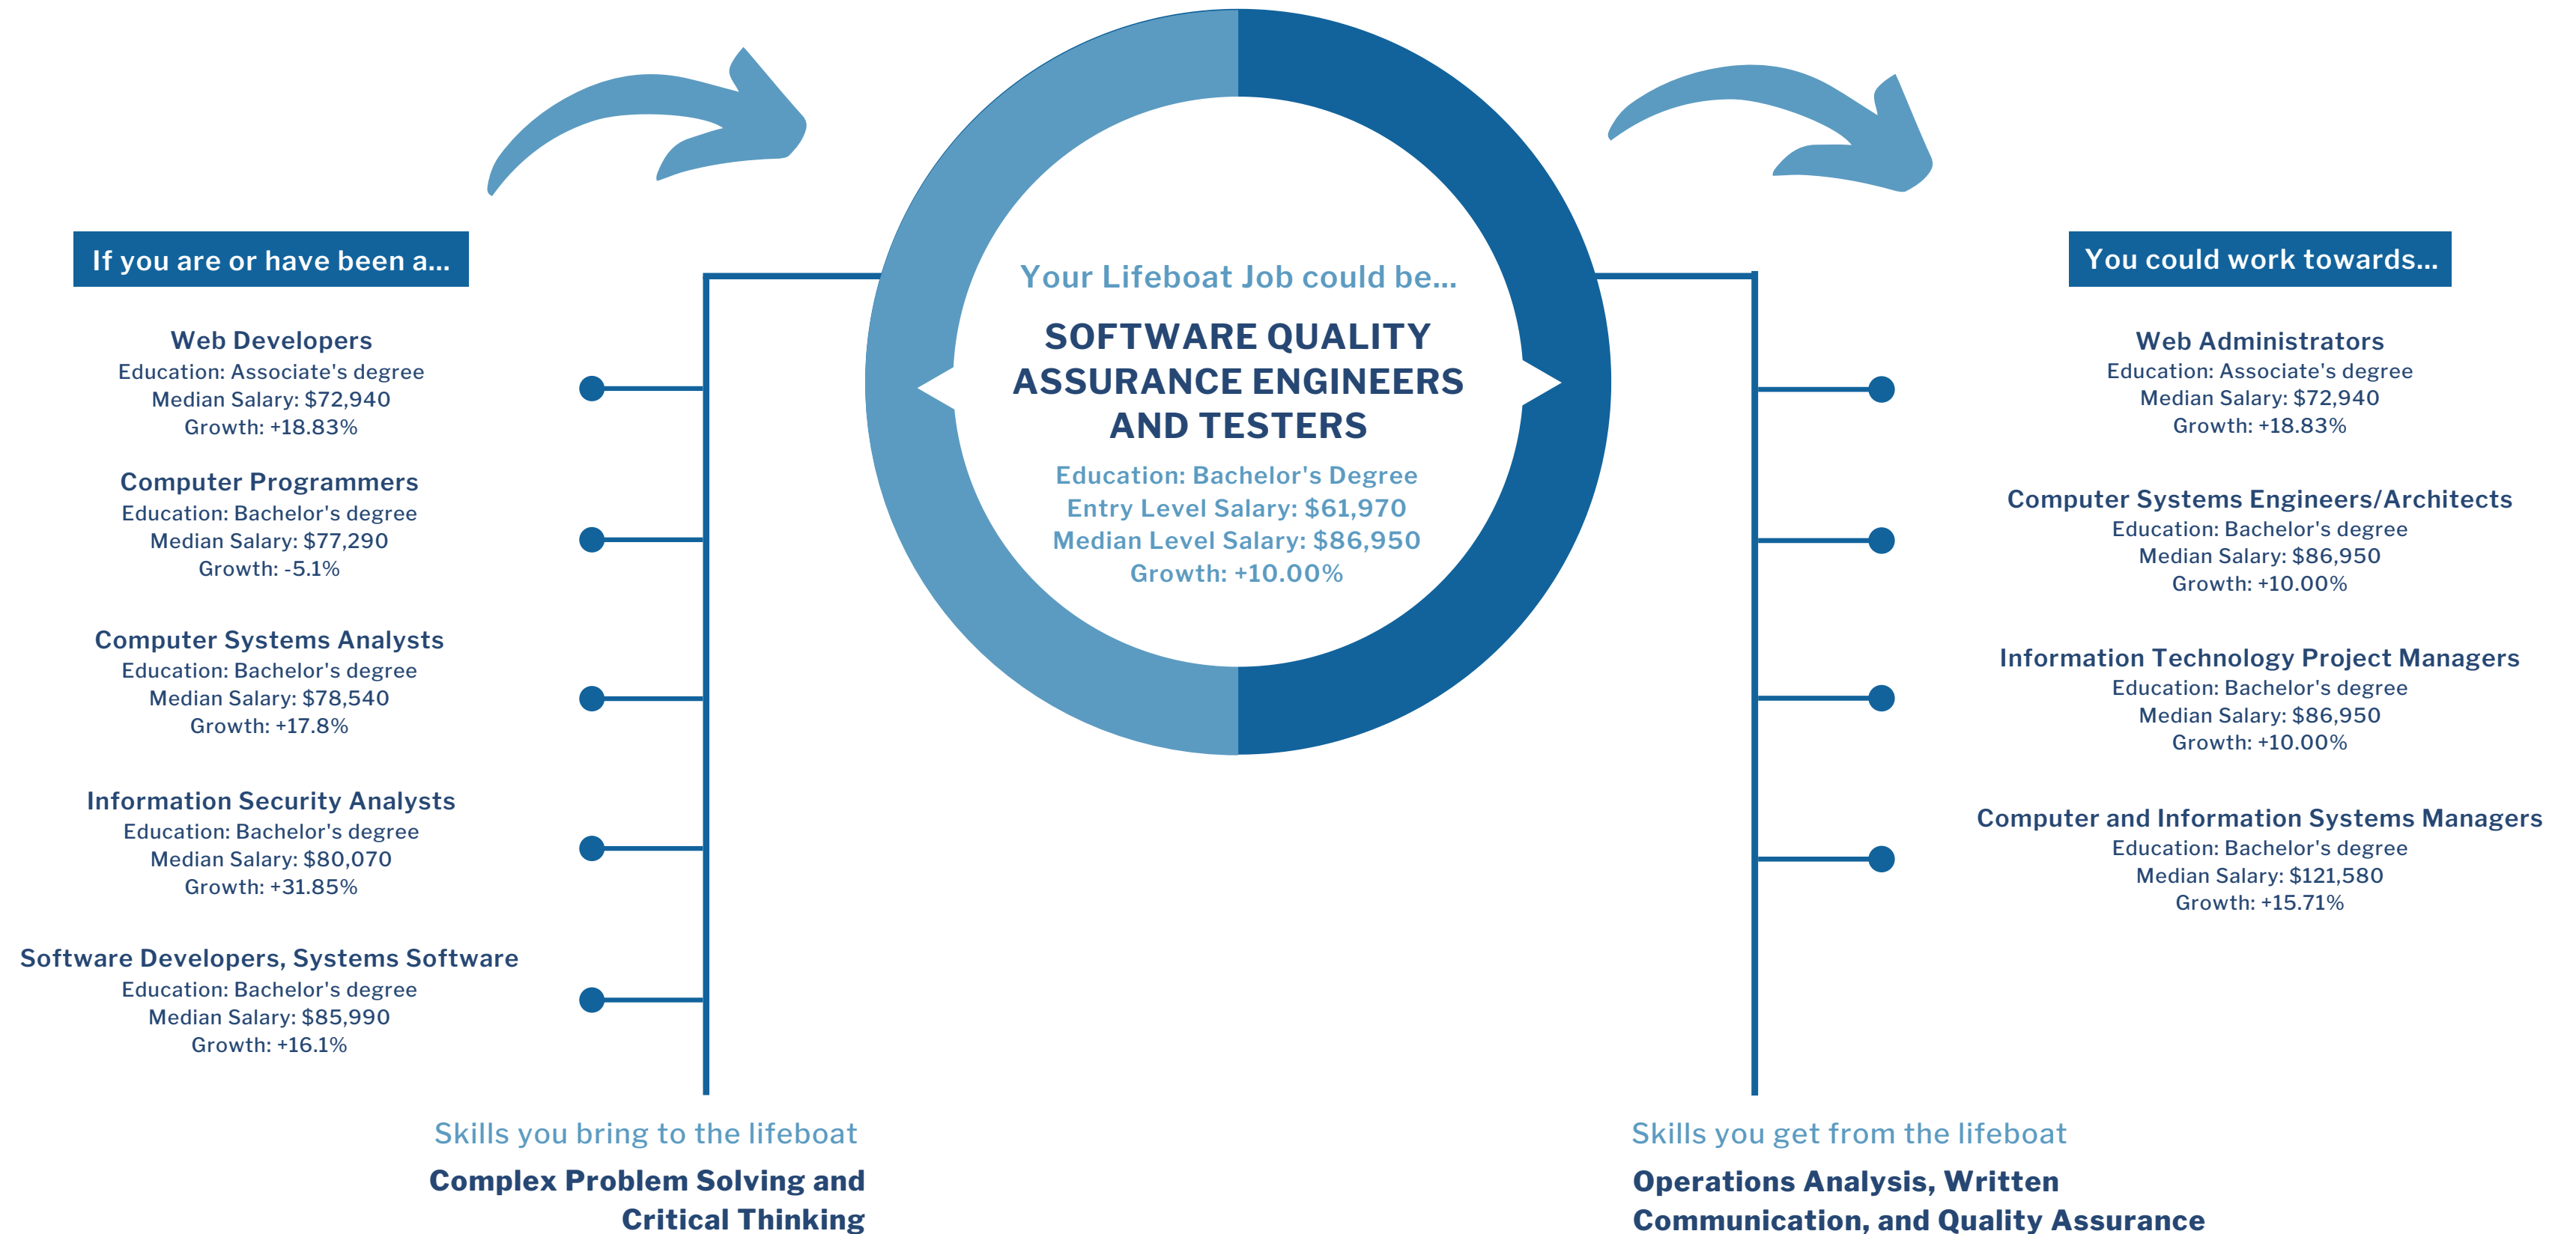 If you are or have been a...
Web Developers
Education: Associate's degree
Median Salary: $72,940
Growth: +18.83%
Computer Programmers
Education: Bachelor's degree
Median Salary: $77,290
Growth: -5.1%
Computer Systems Analysts
Education: Bachelor's degree
Median Salary: $78,540
Growth: +17.8%
Information Security Analysts
Education: Bachelor's degree
Median Salary: $80,070
Growth: +31.85%
Software Developers, Systems Software
Education: Bachelor's degree
Median Salary: $85,990
Growth: +16.1%
Skills you bring to the lifeboat
Complex Problem Solving and
Critical Thinking
Your Lifeboat Job could be...
SOFTWARE QUALITY
ASSURANCE ENGINEERS
AND TESTERS
Education: Bachelor's Degree
Entry Level Salary: $61,970
Median Level Salary: $86,950
Growth: +10.00%
You could work towards...
Web Administrators
Education: Associate's degree
Median Salary: $72,940
Growth: +18.83%
Computer Systems Engineers/Architects
Education: Bachelor's degree
Median Salary: $86,950
Growth: +10.00%
Information Technology Project Managers
Education: Bachelor's degree
Median Salary: $86,950
Growth: +10.00%
Computer and Information Systems Managers
Education: Bachelor's degree
Median Salary: $121,580
Growth: +15.71%
Skills you get from the lifeboat
Operations Analysis, Written
Communication, and Quality Assurance